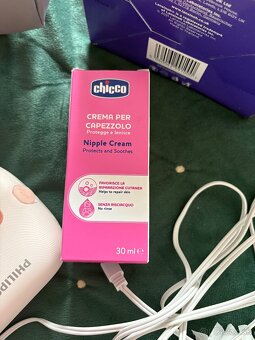 chicco
CREMA PER
CAPEZZOLO
Protegge e lenisce
Nipple Cream
Protects and Soothes
FAVORISCE LA
RIPARAZIONE CUTANEA
Helps to repair skin
SENZA RISCIACQUO
No rinse
30 ml e
PHILIPS